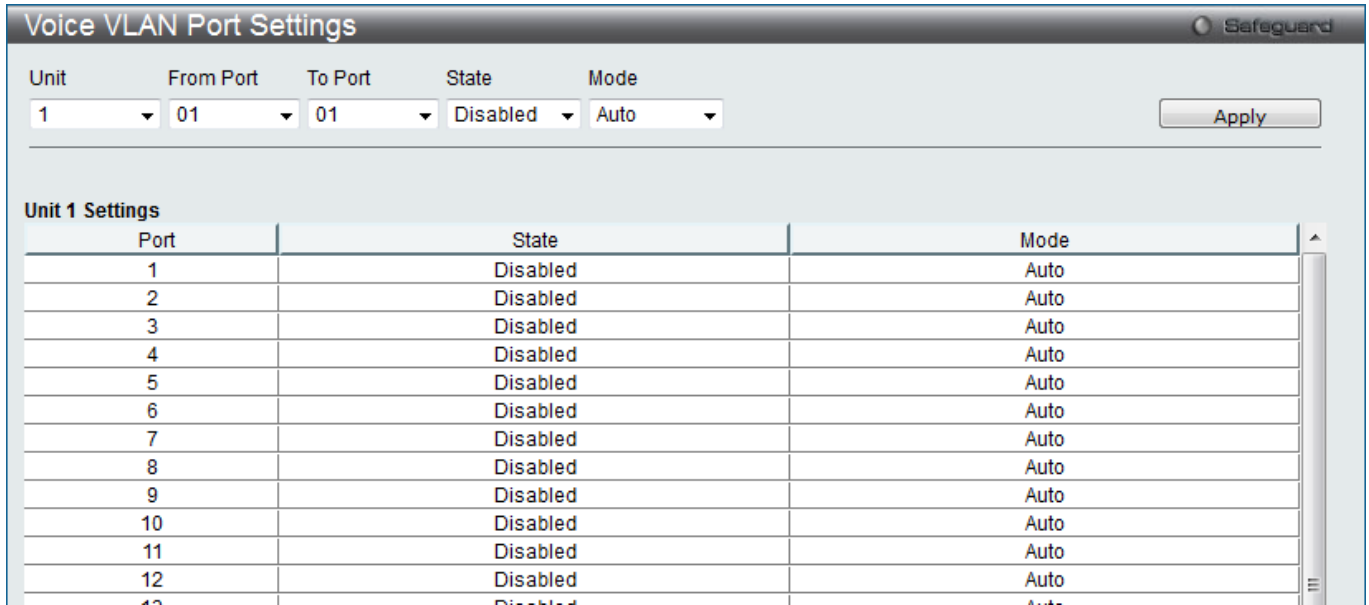 Voice VLAN Port Settings Safeguard
Unit From Port To Port State Mode
1 01 01 Disabled Auto Apply
Unit 1 Settings
Port State Mode
1 Disabled Auto
2 Disabled Auto
3 Disabled Auto
4 Disabled Auto
5 Disabled Auto
6 Disabled Auto
7 Disabled Auto
8 Disabled Auto
9 Disabled Auto
10 Disabled Auto
11 Disabled Auto
12 Disabled Auto